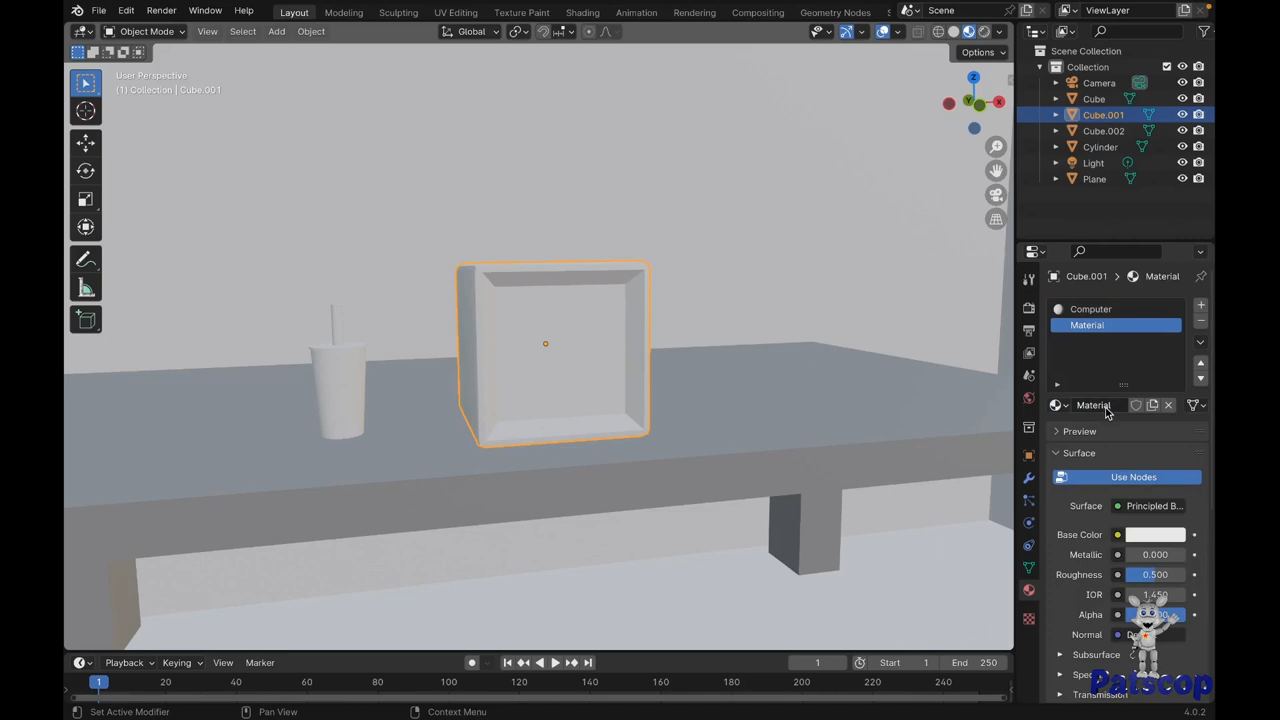 File Edit Render Window Help Layout Modeling Sculpting UV Editing Texture Paint Shading Animation Rendering Compositing Geometry Nodes Scene ViewLayer
Object Mode View Select Add Object Global
Options
User Perspective
(1) Collection | Cube.001
Z
Y
X
Scene Collection
Collection
Camera
Cube
Cube.001
Cube.002
Cylinder
Light
Plane
Cube.001 > Material
Computer
Material
Material
Preview
Surface
Use Nodes
Surface Principled B...
Base Color
Metallic 0.000
Roughness 0.500
IOR 1.450
Alpha
Normal
Subsurface
Transmission
Patscop
Playback Keying View Marker 1 Start 1 End 250
1 20 40 60 80 100 120 140 160 180 200 220 240
Set Active Modifier Pan View Context Menu 4.0.2